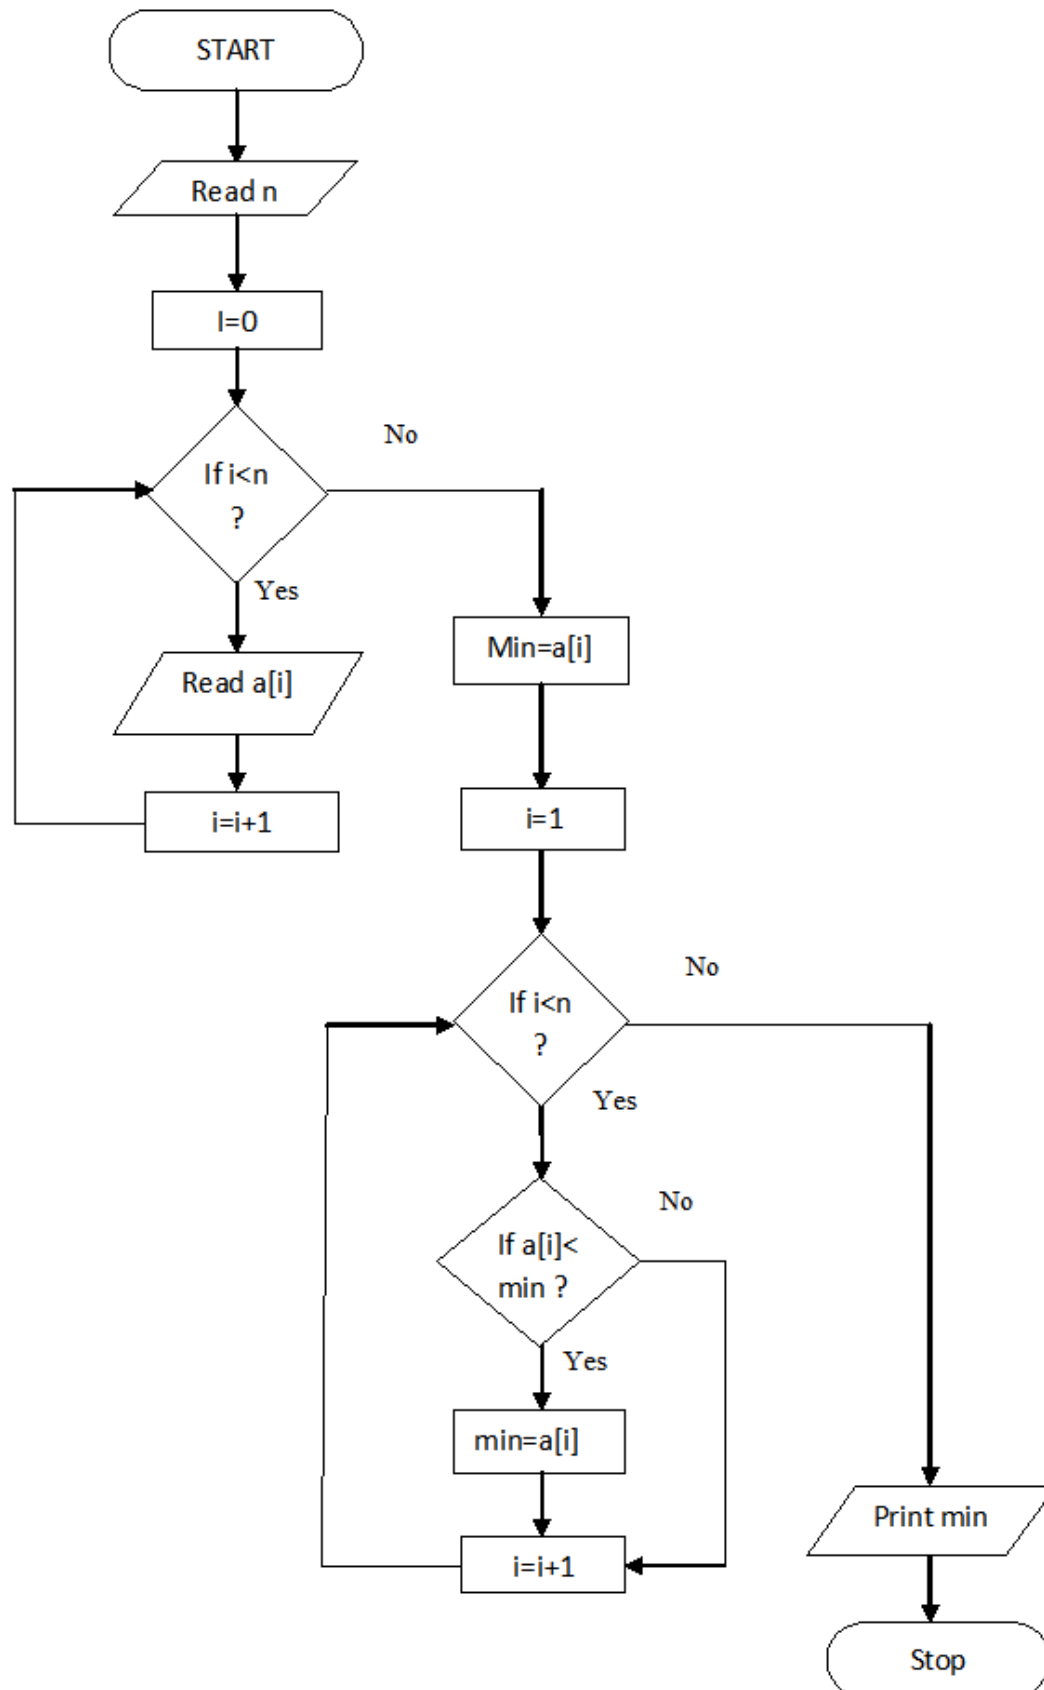 START
Read n
I=0
If i<n
?
No
Yes
Read a[i]
i=i+1
Min=a[i]
i=1
If i<n
?
No
Yes
If a[i]<
min ?
No
Yes
min=a[i]
i=i+1
Print min
Stop